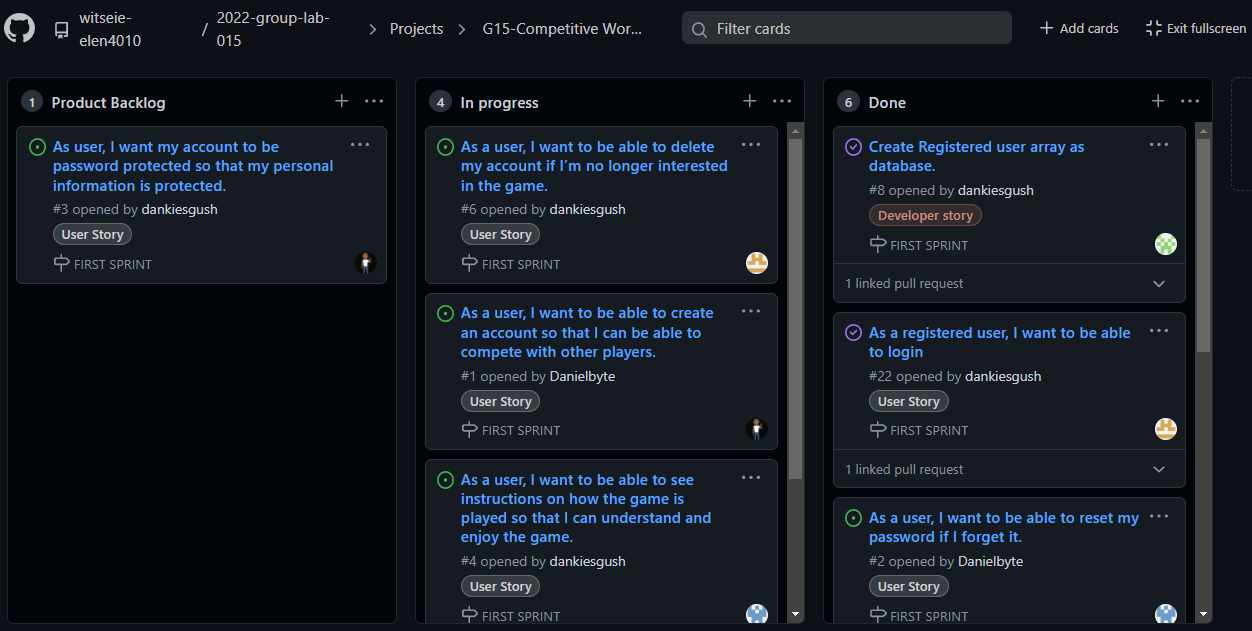 witseie-
elen4010
/
2022-group-lab-
015
Projects
G15-Competitive Wor...
Filter cards
Add cards
Exit fullscreen
1 Product Backlog
As user, I want my account to be
password protected so that my personal
information is protected.
#3 opened by dankiesgush
User Story
FIRST SPRINT
4 In progress
As a user, I want to be able to delete
my account if I’m no longer interested
in the game.
#6 opened by dankiesgush
User Story
FIRST SPRINT
As a user, I want to be able to create
an account so that I can be able to
compete with other players.
#1 opened by Danielbyte
User Story
FIRST SPRINT
As a user, I want to be able to see
instructions on how the game is
played so that I can understand and
enjoy the game.
#4 opened by dankiesgush
User Story
FIRST SPRINT
6 Done
Create Registered user array as
database.
#8 opened by dankiesgush
Developer story
FIRST SPRINT
1 linked pull request
As a registered user, I want to be able
to login
#22 opened by dankiesgush
User Story
FIRST SPRINT
1 linked pull request
As a user, I want to be able to reset my
password if I forget it.
#2 opened by Danielbyte
User Story
FIRST SPRINT